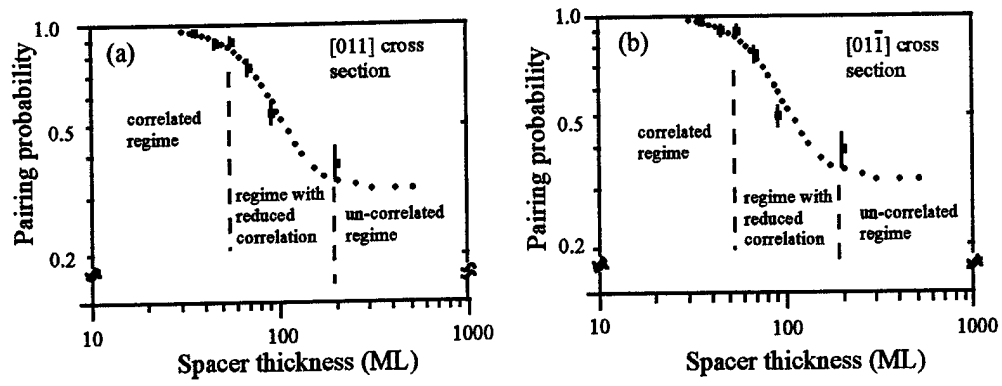 1.0
0.5
0.2
Pairing probability
(a)
[011] cross
section
correlated
regime
regime with
reduced
correlation
un-correlated
regime
10
100
1000
Spacer thickness (ML)
1.0
0.5
0.2
Pairing probability
(b)
[011̄] cross
section
correlated
regime
regime with
reduced
correlation
un-correlated
regime
10
100
1000
Spacer thickness (ML)